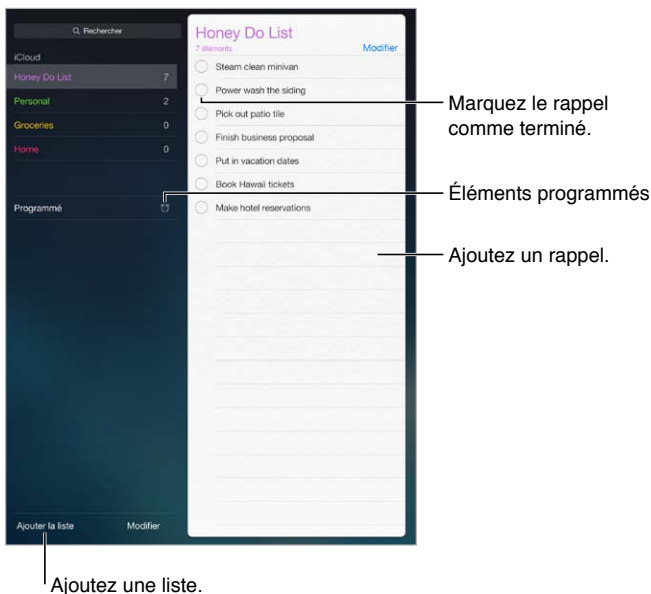 Rechercher
iCloud
Honey Do List 7
Personal 2
Groceries 0
Home 0
Programmé
Ajouter la liste Modifier
Honey Do List
7 éléments Modifier
Steam clean minivan
Power wash the siding
Pick out patio tile
Finish business proposal
Put in vacation dates
Book Hawaii tickets
Make hotel reservations
Marquez le rappel
comme terminé.
Éléments programmés
Ajoutez un rappel.
Ajoutez une liste.